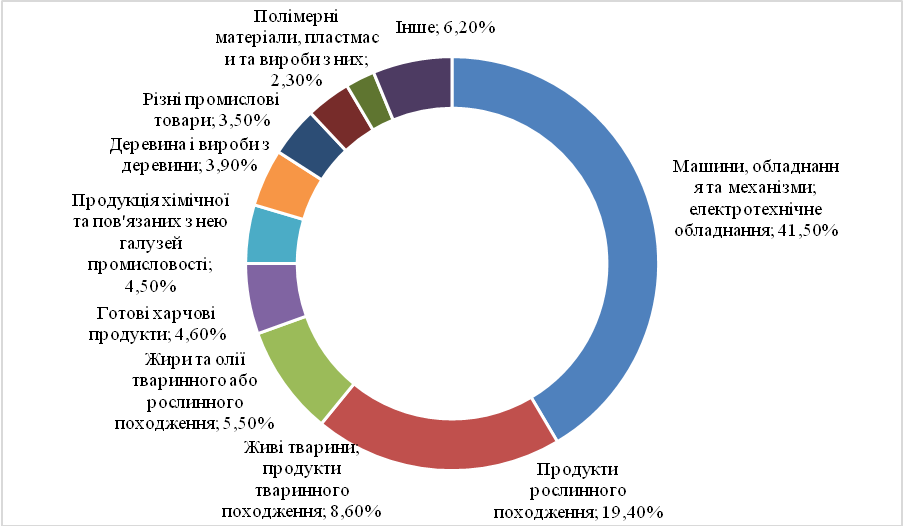 Полімерні
матеріали, пластмас
и та вироби з них;
2,30%
Інше; 6,20%
Різні промислові
товари; 3,50%
Деревина і вироби з
деревини; 3,90%
Машини, обладнанн
я та механізми;
електротехнічне
обладнання; 41,50%
Продукція хімічної
та пов'язаних з нею
галузей
промисловості;
4,50%
Готові харчові
продукти; 4,60%
Жири та олії
тваринного або
рослинного
походження; 5,50%
Живі тварини;
продукти
тваринного
походження; 8,60%
Продукти
рослинного
походження; 19,40%